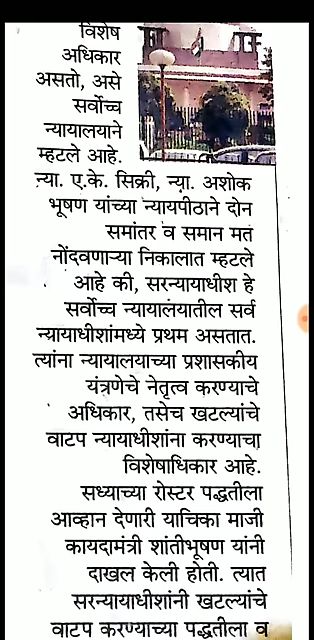 विशेष
अधिकार
असतो, असे
सर्वोच्च
न्यायालयाने
म्हटले आहे.
न्या. ए.के. सिक्री, न्या. अशोक
भूषण यांच्या न्यायपीठाने दोन
समांतर व समान मत
नोंदवणाऱ्या निकालात म्हटले
आहे की, सरन्यायाधीश हे
सर्वोच्च न्यायालयातील सर्व
न्यायाधीशांमध्ये प्रथम असतात.
त्यांना न्यायालयाच्या प्रशासकीय
यंत्रणेचे नेतृत्व करण्याचे
अधिकार, तसेच खटल्यांचे
वाटप न्यायाधीशांना करण्याचा
विशेषाधिकार आहे.
सध्याच्या रोस्टर पद्धतीला
आव्हान देणारी याचिका माजी
कायदामंत्री शांतीभूषण यांनी
दाखल केली होती. त्यात
सरन्यायाधीशांनी खटल्यांचे
वाटप करण्याच्या पद्धतीला व